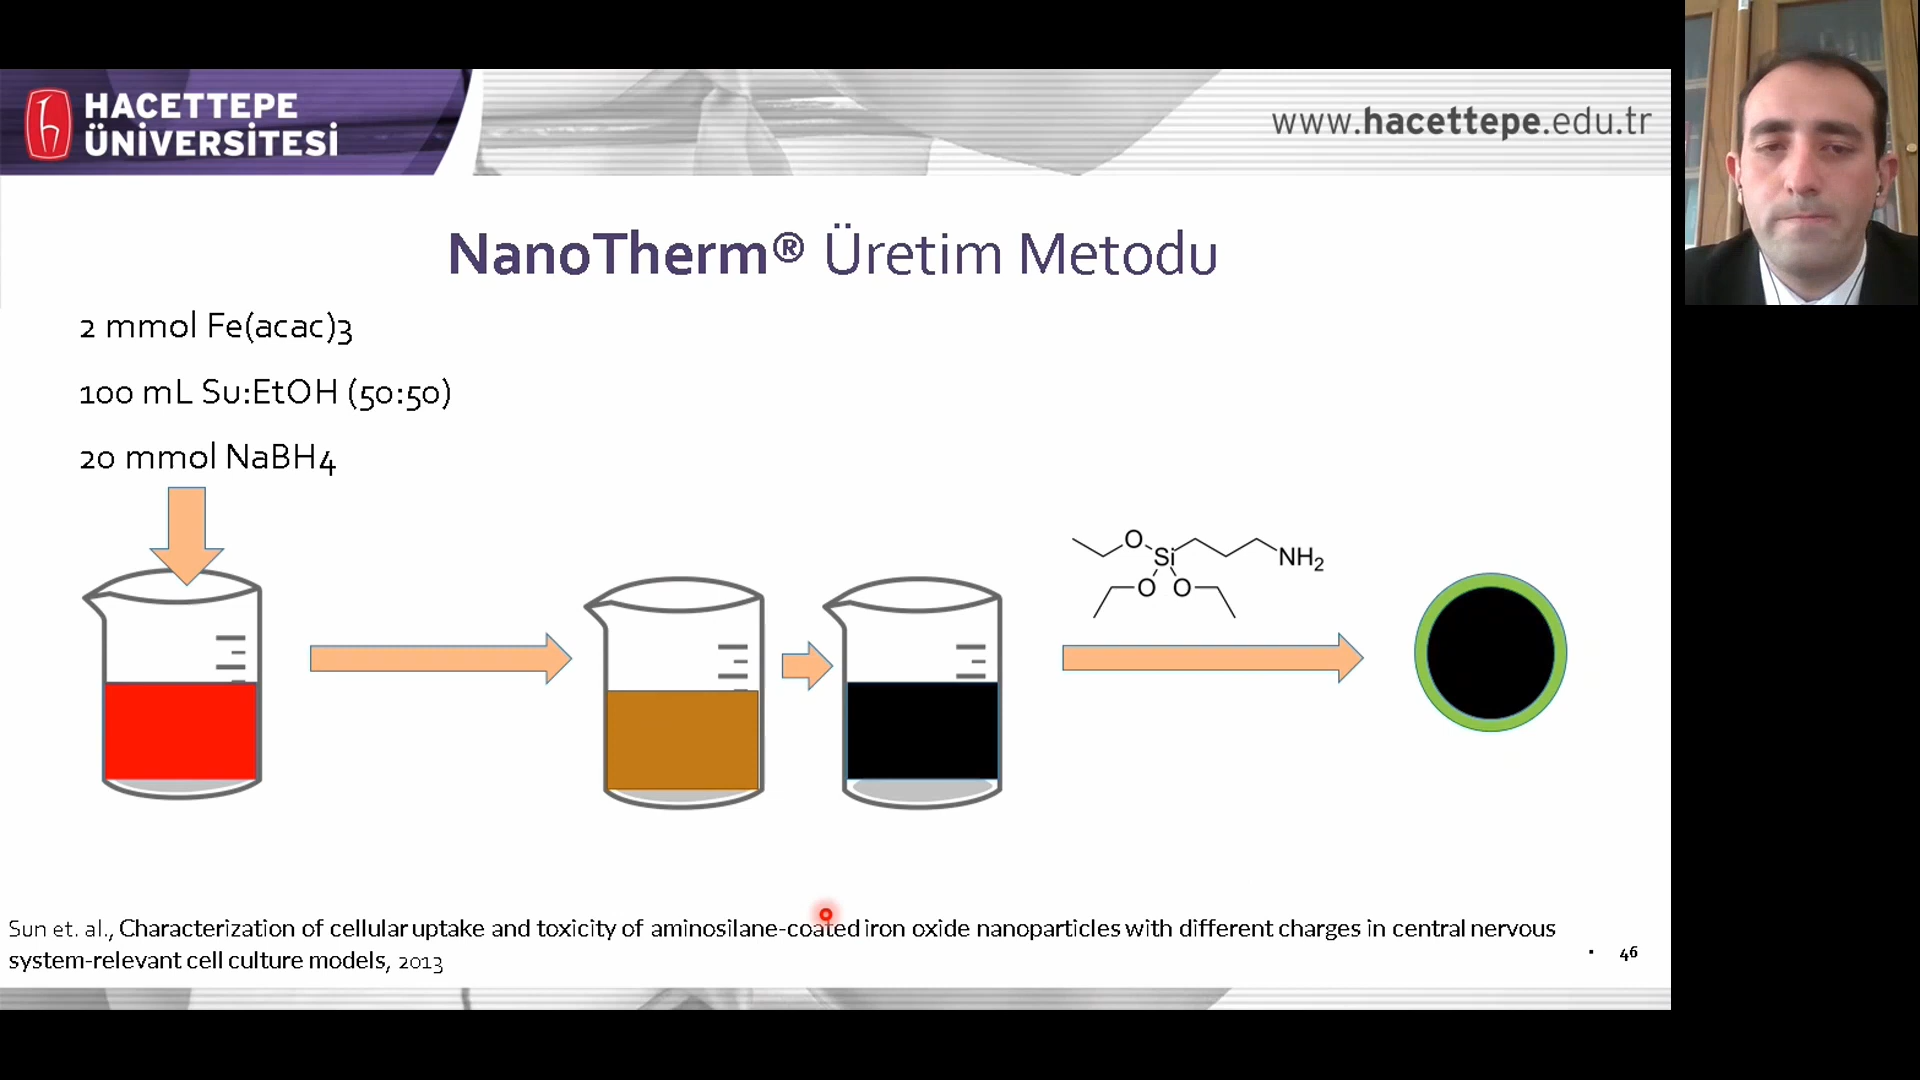 HACETTEPE
ÜNİVERSİTESİ
www.hacettepe.edu.tr
NanoTherm® Üretim Metodu
2 mmol Fe(acac)3
100 mL Su:EtOH (50:50)
20 mmol NaBH4
O
Si
NH2
O O
Sun et. al., Characterization of cellular uptake and toxicity of aminosilane-coated iron oxide nanoparticles with different charges in central nervous
system-relevant cell culture models, 2013
• 46